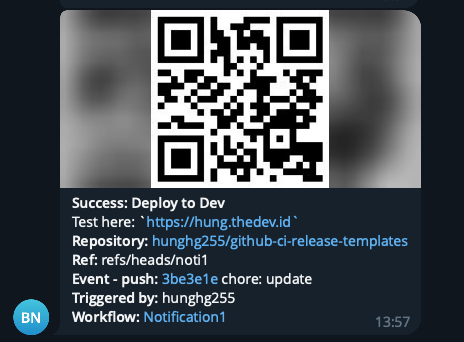 Success: Deploy to Dev
Test here: `https://hung.thedev.id`
Repository: hunghg255/github-ci-release-templates
Ref: refs/heads/noti1
Event - push: 3be3e1e chore: update
Triggered by: hunghg255
Workflow: Notification1
BN
13:57